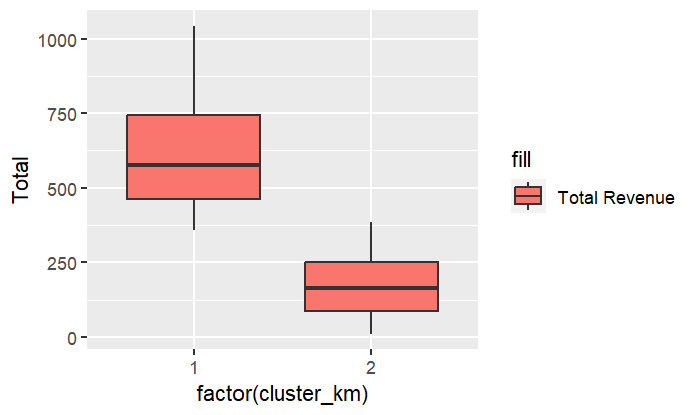 1000
750
500
250
0
Total
1
2
factor(cluster_km)
fill
Total Revenue